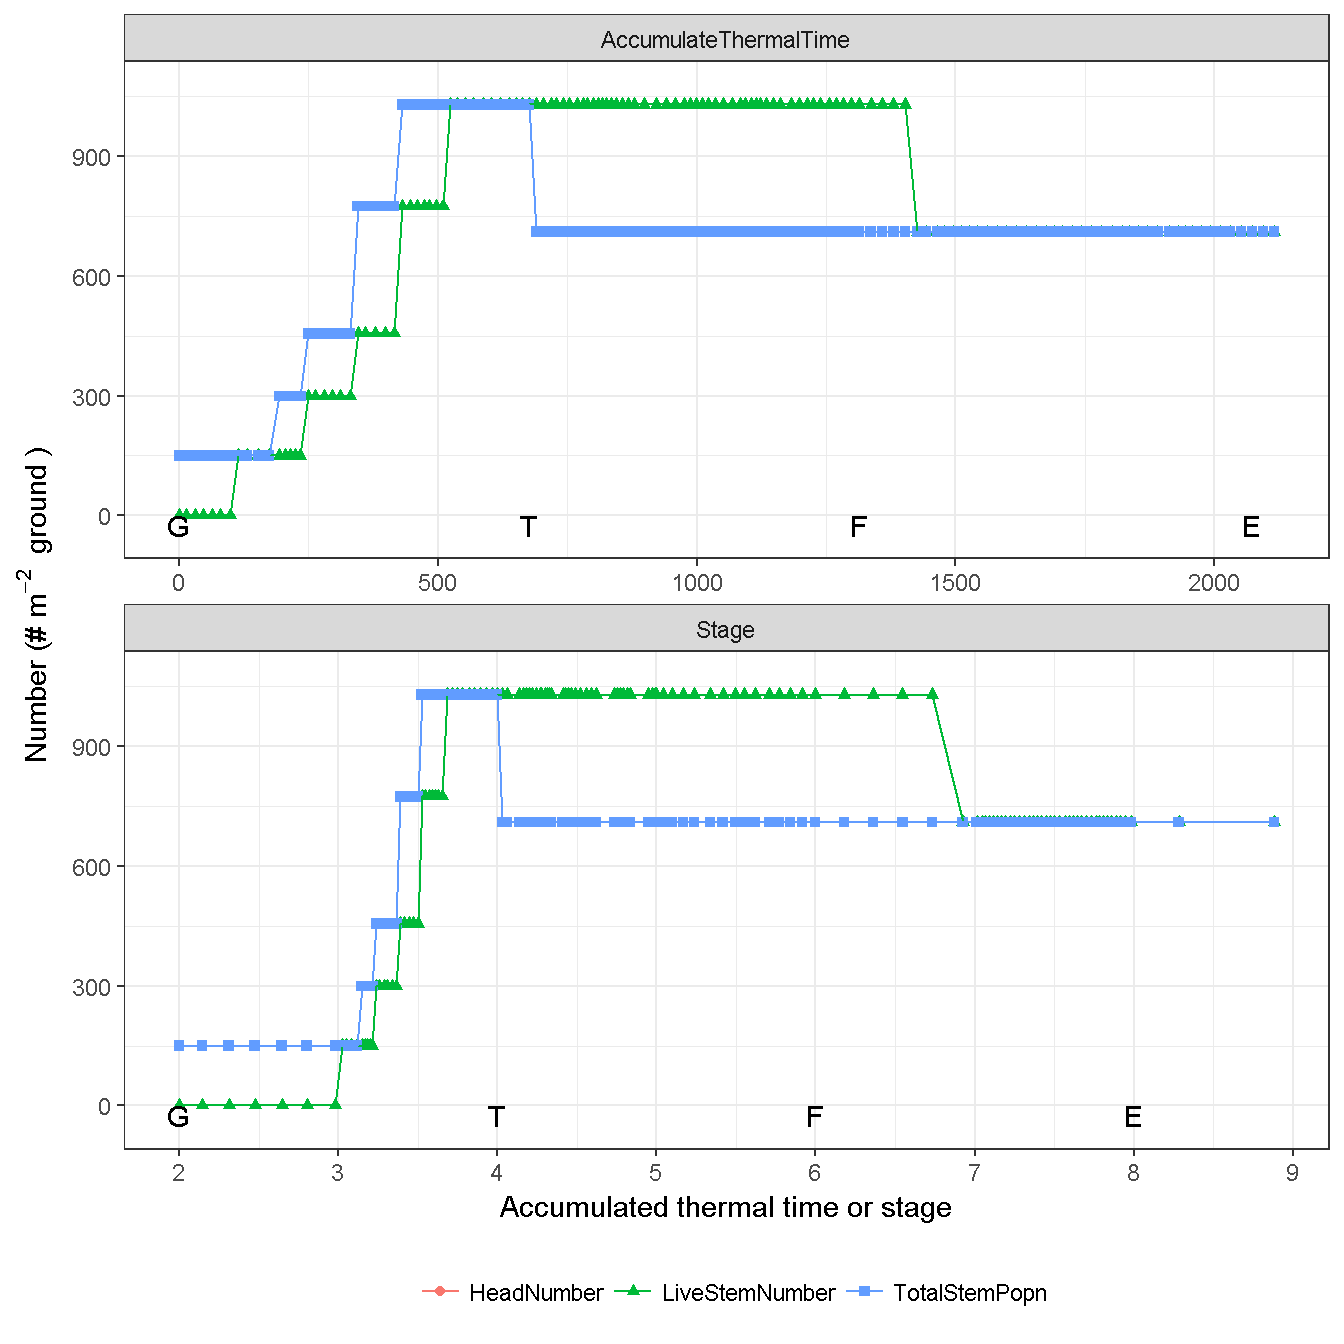 AccumulateThermalTime
900
600
300
0
G T F E
0 500 1000 1500 2000
Number (# m⁻² ground )
Stage
900
600
300
0
G T F E
2 3 4 5 6 7 8 9
Accumulated thermal time or stage
HeadNumber LiveStemNumber TotalStemPopn